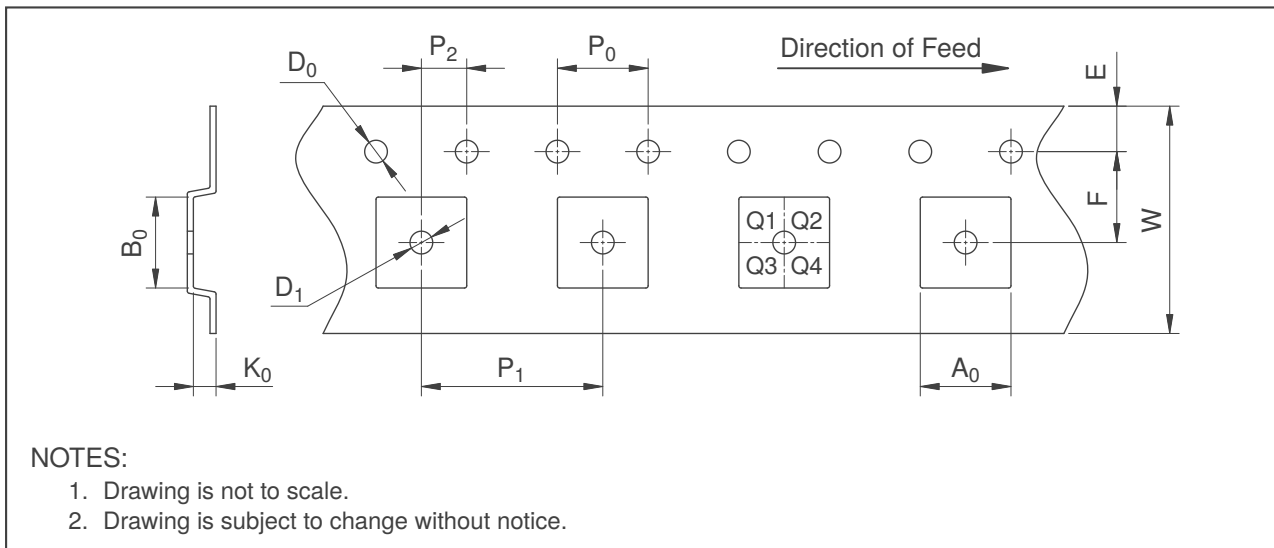 P0
P2
Direction of Feed
D0
E
F
W
B0
Q1 Q2
Q3 Q4
D1
K0
P1
A0
NOTES:
1. Drawing is not to scale.
2. Drawing is subject to change without notice.